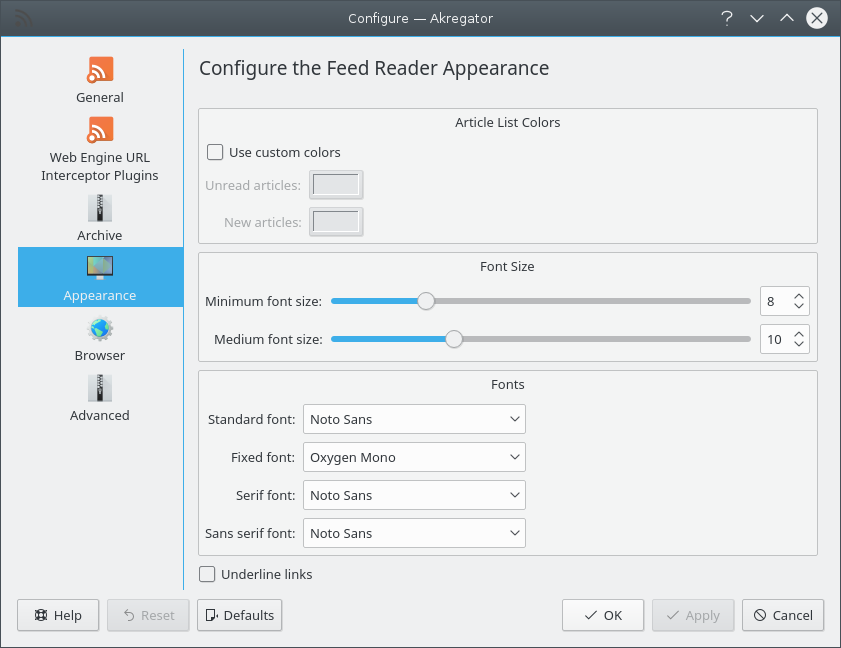 Configure — Akregator
General
Web Engine URL
Interceptor Plugins
Archive
Appearance
Browser
Advanced
Configure the Feed Reader Appearance
Article List Colors
Use custom colors
Unread articles:
New articles:
Font Size
Minimum font size: 8
Medium font size: 10
Fonts
Standard font: Noto Sans
Fixed font: Oxygen Mono
Serif font: Noto Sans
Sans serif font: Noto Sans
Underline links
Help Reset Defaults OK Apply Cancel